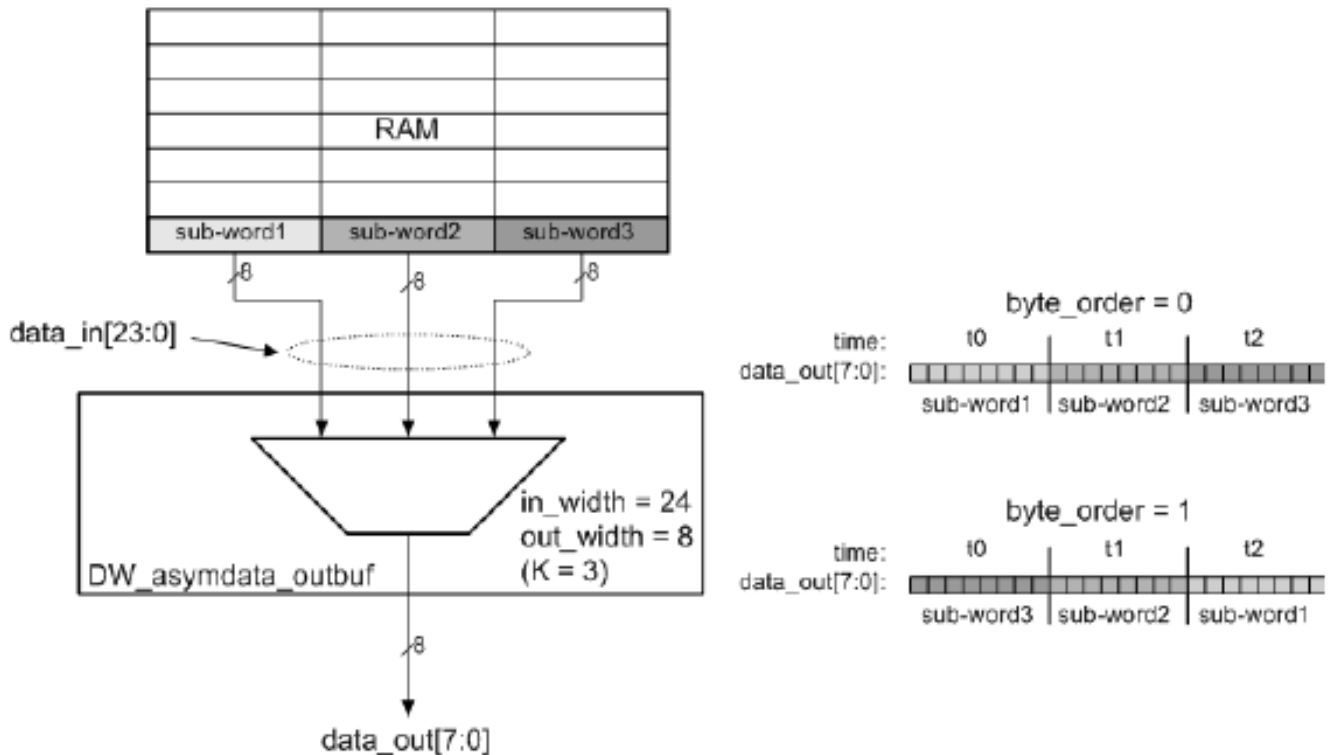 RAM
sub-word1 sub-word2 sub-word3
8 8 8
data_in[23:0]
in_width = 24
out_width = 8
(K = 3)
DW_asymdata_outbuf
8
data_out[7:0]
byte_order = 0
time: t0 t1 t2
data_out[7:0]:
sub-word1 sub-word2 sub-word3
byte_order = 1
time: t0 t1 t2
data_out[7:0]:
sub-word3 sub-word2 sub-word1